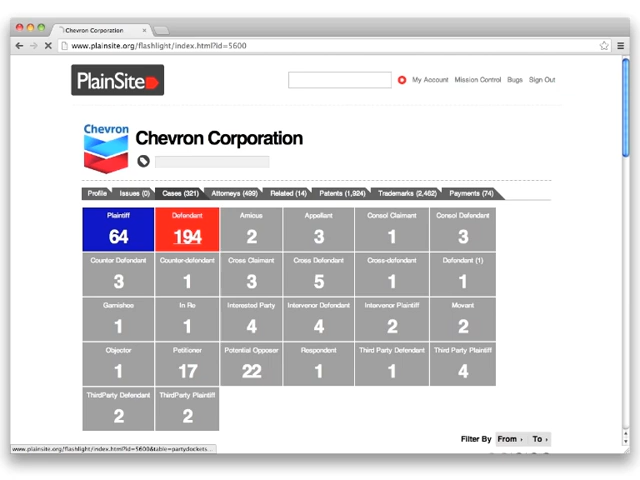 Chevron Corporation
www.plainsite.org/flashlight/index.html?id=5600
PlainSite
My Account Mission Control Bugs Sign Out
Chevron
Chevron Corporation
Profile Issues (0) Cases (321) Attorneys (499) Related (14) Patents (1,924) Trademarks (2,462) Payments (74)
Plaintiff Defendant Amicus Appellant Consol Claimant Consol Defendant
64 194 2 3 1 3
Counter Defendant Counter-defendant Cross Claimant Cross Defendant Cross-defendant Defendant (1)
3 1 3 5 1 1
Garnishee In Re Interested Party Intervenor Defendant Intervenor Plaintiff Movant
1 1 4 4 2 2
Objector Petitioner Potential Opposer Respondent Third Party Defendant Third Party Plaintiff
1 17 22 1 1 4
ThirdParty Defendant ThirdParty Plaintiff
2 2
Filter By From › To ›
www.plainsite.org/flashlight/index.html?id=5600&table=partydockets...